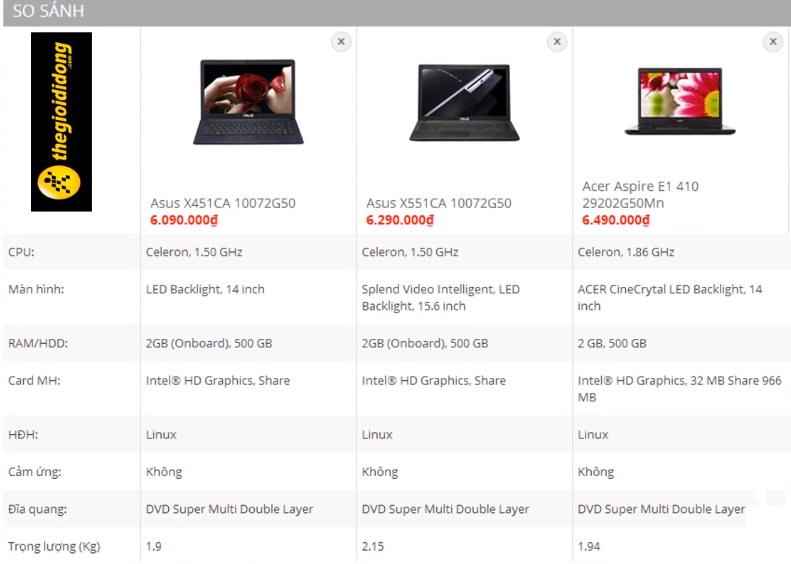 SO SÁNH
thegioididong.com
Asus X451CA 10072G50
6.090.000₫
Asus X551CA 10072G50
6.290.000₫
Acer Aspire E1 410
29202G50Mn
6.490.000₫
CPU:
Celeron, 1.50 GHz
Celeron, 1.50 GHz
Celeron, 1.86 GHz
Màn hình:
LED Backlight, 14 inch
Splend Video Intelligent, LED
Backlight, 15.6 inch
ACER CineCrytal LED Backlight, 14
inch
RAM/HDD:
2GB (Onboard), 500 GB
2GB (Onboard), 500 GB
2 GB, 500 GB
Card MH:
Intel® HD Graphics, Share
Intel® HD Graphics, Share
Intel® HD Graphics, 32 MB Share 966
MB
HĐH:
Linux
Linux
Linux
Cảm ứng:
Không
Không
Không
Đĩa quang:
DVD Super Multi Double Layer
DVD Super Multi Double Layer
DVD Super Multi Double Layer
Trọng lượng (Kg)
1.9
2.15
1.94